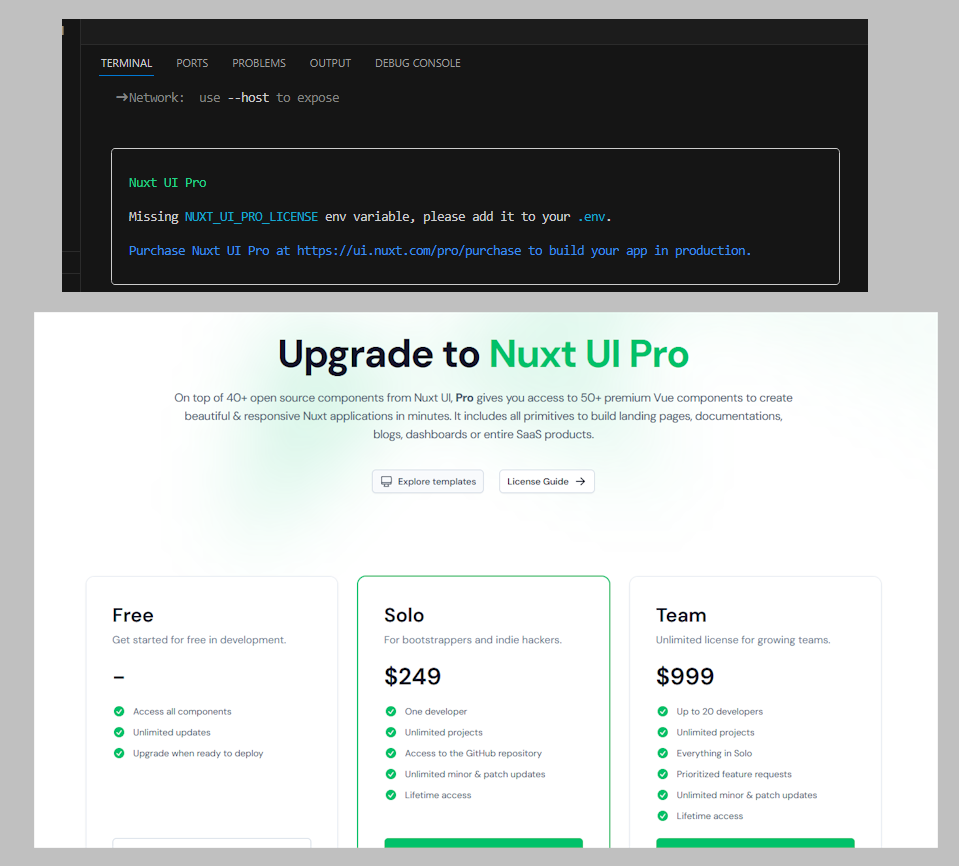 TERMINAL PORTS PROBLEMS OUTPUT DEBUG CONSOLE
➜Network: use --host to expose
Nuxt UI Pro
Missing NUXT_UI_PRO_LICENSE env variable, please add it to your .env.
Purchase Nuxt UI Pro at https://ui.nuxt.com/pro/purchase to build your app in production.
Upgrade to Nuxt UI Pro
On top of 40+ open source components from Nuxt UI, Pro gives you access to 50+ premium Vue components to create
beautiful & responsive Nuxt applications in minutes. It includes all primitives to build landing pages, documentations,
blogs, dashboards or entire SaaS products.
Explore templates License Guide →
Free
Get started for free in development.
-
Access all components
Unlimited updates
Upgrade when ready to deploy
Solo
For bootstrappers and indie hackers.
$249
One developer
Unlimited projects
Access to the GitHub repository
Unlimited minor & patch updates
Lifetime access
Team
Unlimited license for growing teams.
$999
Up to 20 developers
Unlimited projects
Everything in Solo
Prioritized feature requests
Unlimited minor & patch updates
Lifetime access